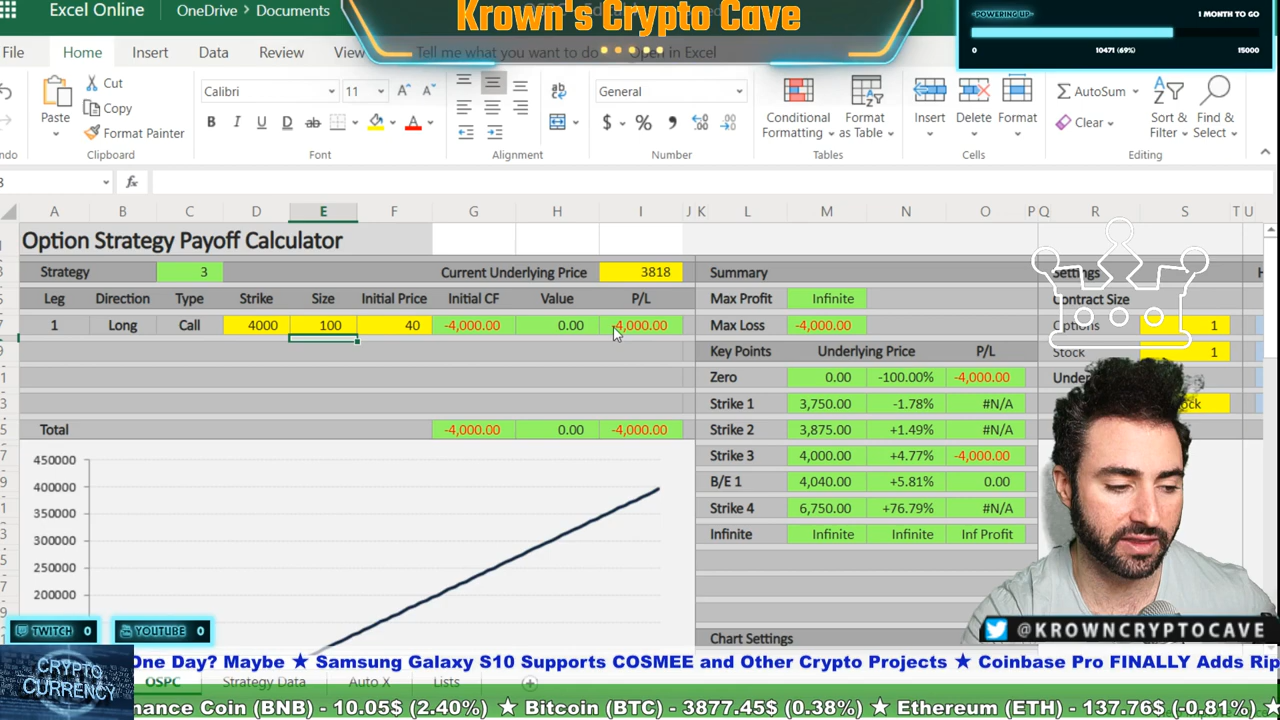 Excel Online OneDrive > Documents
Krown's Crypto Cave
-POWERING UP-
1 MONTH TO GO
0 10471 (69%) 15000
File Home Insert Data Review View Tell me what you want to do Open in Excel
Paste
Cut
Copy
Format Painter
Calibri 11
General
Conditional Formatting
Format as Table
Insert Delete Format
AutoSum
Clear
Sort & Filter
Find & Select
Clipboard Font Alignment Number Tables Cells Editing
fx
A B C D E F G H I J K L M N O P Q R S T U
Option Strategy Payoff Calculator
Strategy 3 Current Underlying Price 3818 Summary Settings
Leg Direction Type Strike Size Initial Price Initial CF Value P/L Max Profit Infinite Contract Size
1 Long Call 4000 100 40 -4,000.00 0.00 -4,000.00 Max Loss -4,000.00 Options 1
Key Points Underlying Price P/L Stock 1
Zero 0.00 -100.00% -4,000.00
Strike 1 3,750.00 -1.78% #N/A
Total -4,000.00 0.00 -4,000.00 Strike 2 3,875.00 +1.49% #N/A
Strike 3 4,000.00 +4.77% -4,000.00
B/E 1 4,040.00 +5.81% 0.00
Strike 4 6,750.00 +76.79% #N/A
Infinite Infinite Infinite Inf Profit
450000
400000
350000
300000
250000
200000
Chart Settings
TWITCH 0 YOUTUBE 0
@KROWNCRYPTOCAVE
One Day? Maybe ★ Samsung Galaxy S10 Supports COSMEE and Other Crypto Projects ★ Coinbase Pro FINALLY Adds Rip
CRYPTO CURRENCY
OSPC Strategy Data Auto X Lists
nance Coin (BNB) - 10.05$ (2.40%) ★ Bitcoin (BTC) - 3877.45$ (0.38%) ★ Ethereum (ETH) - 137.76$ (-0.81%) ★